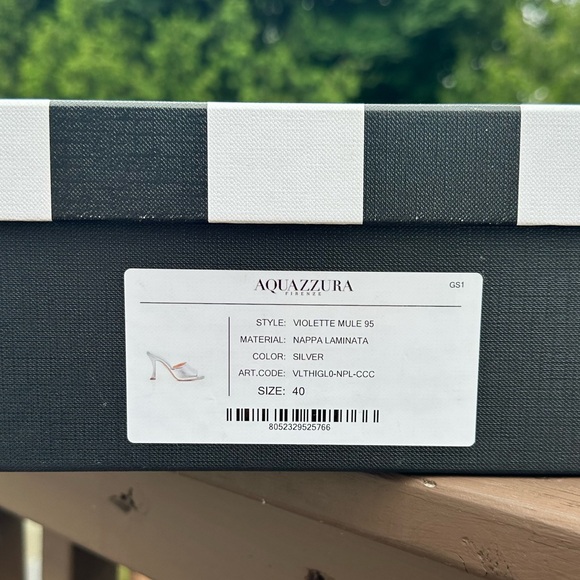 AQUAZZURA
FIRENZE
GS1
STYLE: VIOLETTE MULE 95
MATERIAL: NAPPA LAMINATA
COLOR: SILVER
ART.CODE: VLTHIGL0-NPL-CCC
SIZE: 40
8052329525766